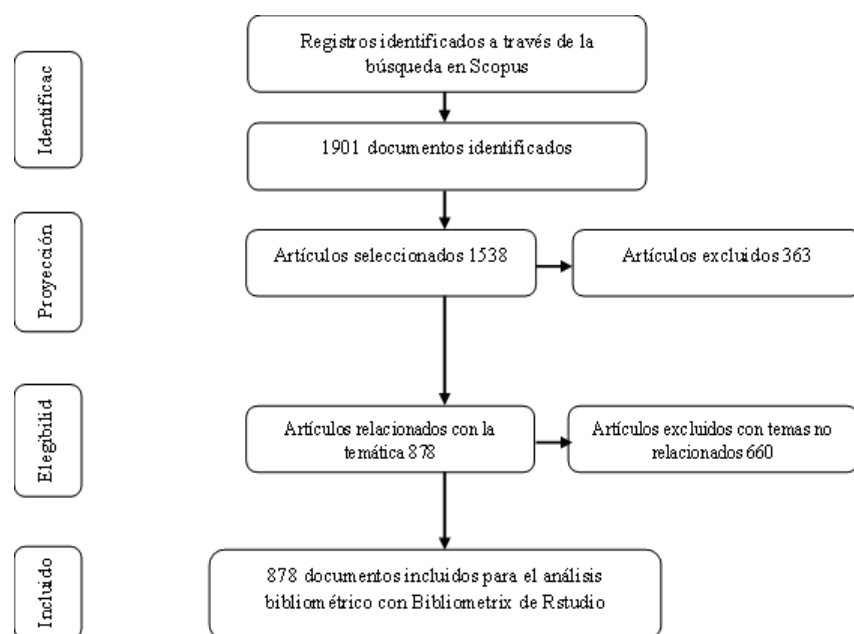 Registros identificados a través de la
búsqueda en Scopus
Identificac
1901 documentos identificados
Proyección
Artículos seleccionados 1538
Artículos excluidos 363
Elegibilid
Artículos relacionados con la
temática 878
Artículos excluidos con temas no
relacionados 660
Incluido
878 documentos incluidos para el análisis
bibliométrico con Bibliometrix de Rstudio